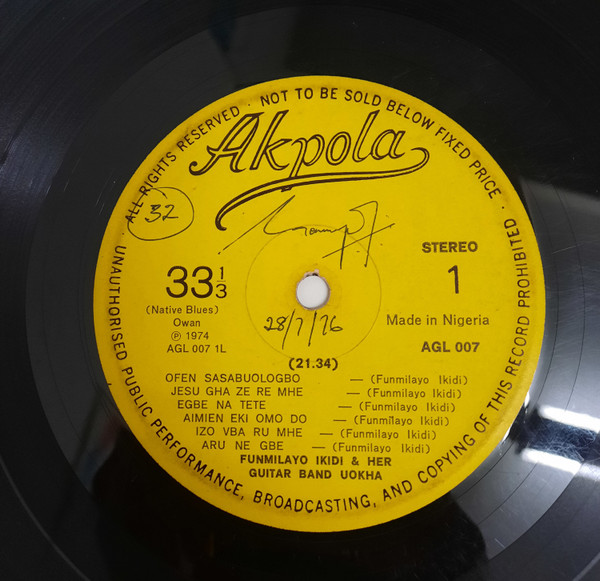 ALL RIGHTS RESERVED · NOT TO BE SOLD BELOW FIXED PRICE ·
UNAUTHORISED PUBLIC PERFORMANCE, BROADCASTING, AND COPYING OF THIS RECORD PROHIBITED ·
Akpola
32
STEREO
33 1/3
1
(Native Blues)
Owan
℗ 1974
AGL 007 1L
28/7/76
Made in Nigeria
AGL 007
(21.34)
OFEN SASABUOLOGBO — (Funmilayo Ikidi)
JESU GHA ZE RE MHE — (Funmilayo Ikidi)
EGBE NA TETE — (Funmilayo Ikidi)
AIMIEN EKI OMO DO — (Funmilayo Ikidi)
IZO VBA RU MHE — (Funmilayo Ikidi)
ARU NE GBE — (Funmilayo Ikidi)
FUNMILAYO IKIDI & HER
GUITAR BAND UOKHA